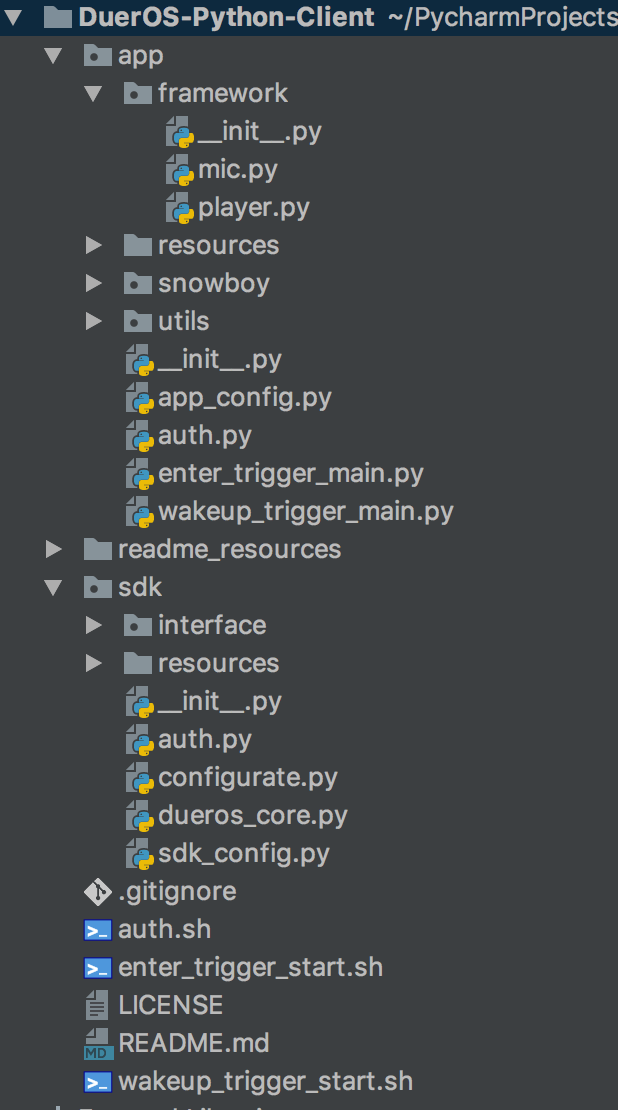 DuerOS-Python-Client ~/PycharmProjects
app
framework
__init__.py
mic.py
player.py
resources
snowboy
utils
__init__.py
app_config.py
auth.py
enter_trigger_main.py
wakeup_trigger_main.py
readme_resources
sdk
interface
resources
__init__.py
auth.py
configurate.py
dueros_core.py
sdk_config.py
.gitignore
>_ auth.sh
>_ enter_trigger_start.sh
LICENSE
MD README.md
>_ wakeup_trigger_start.sh